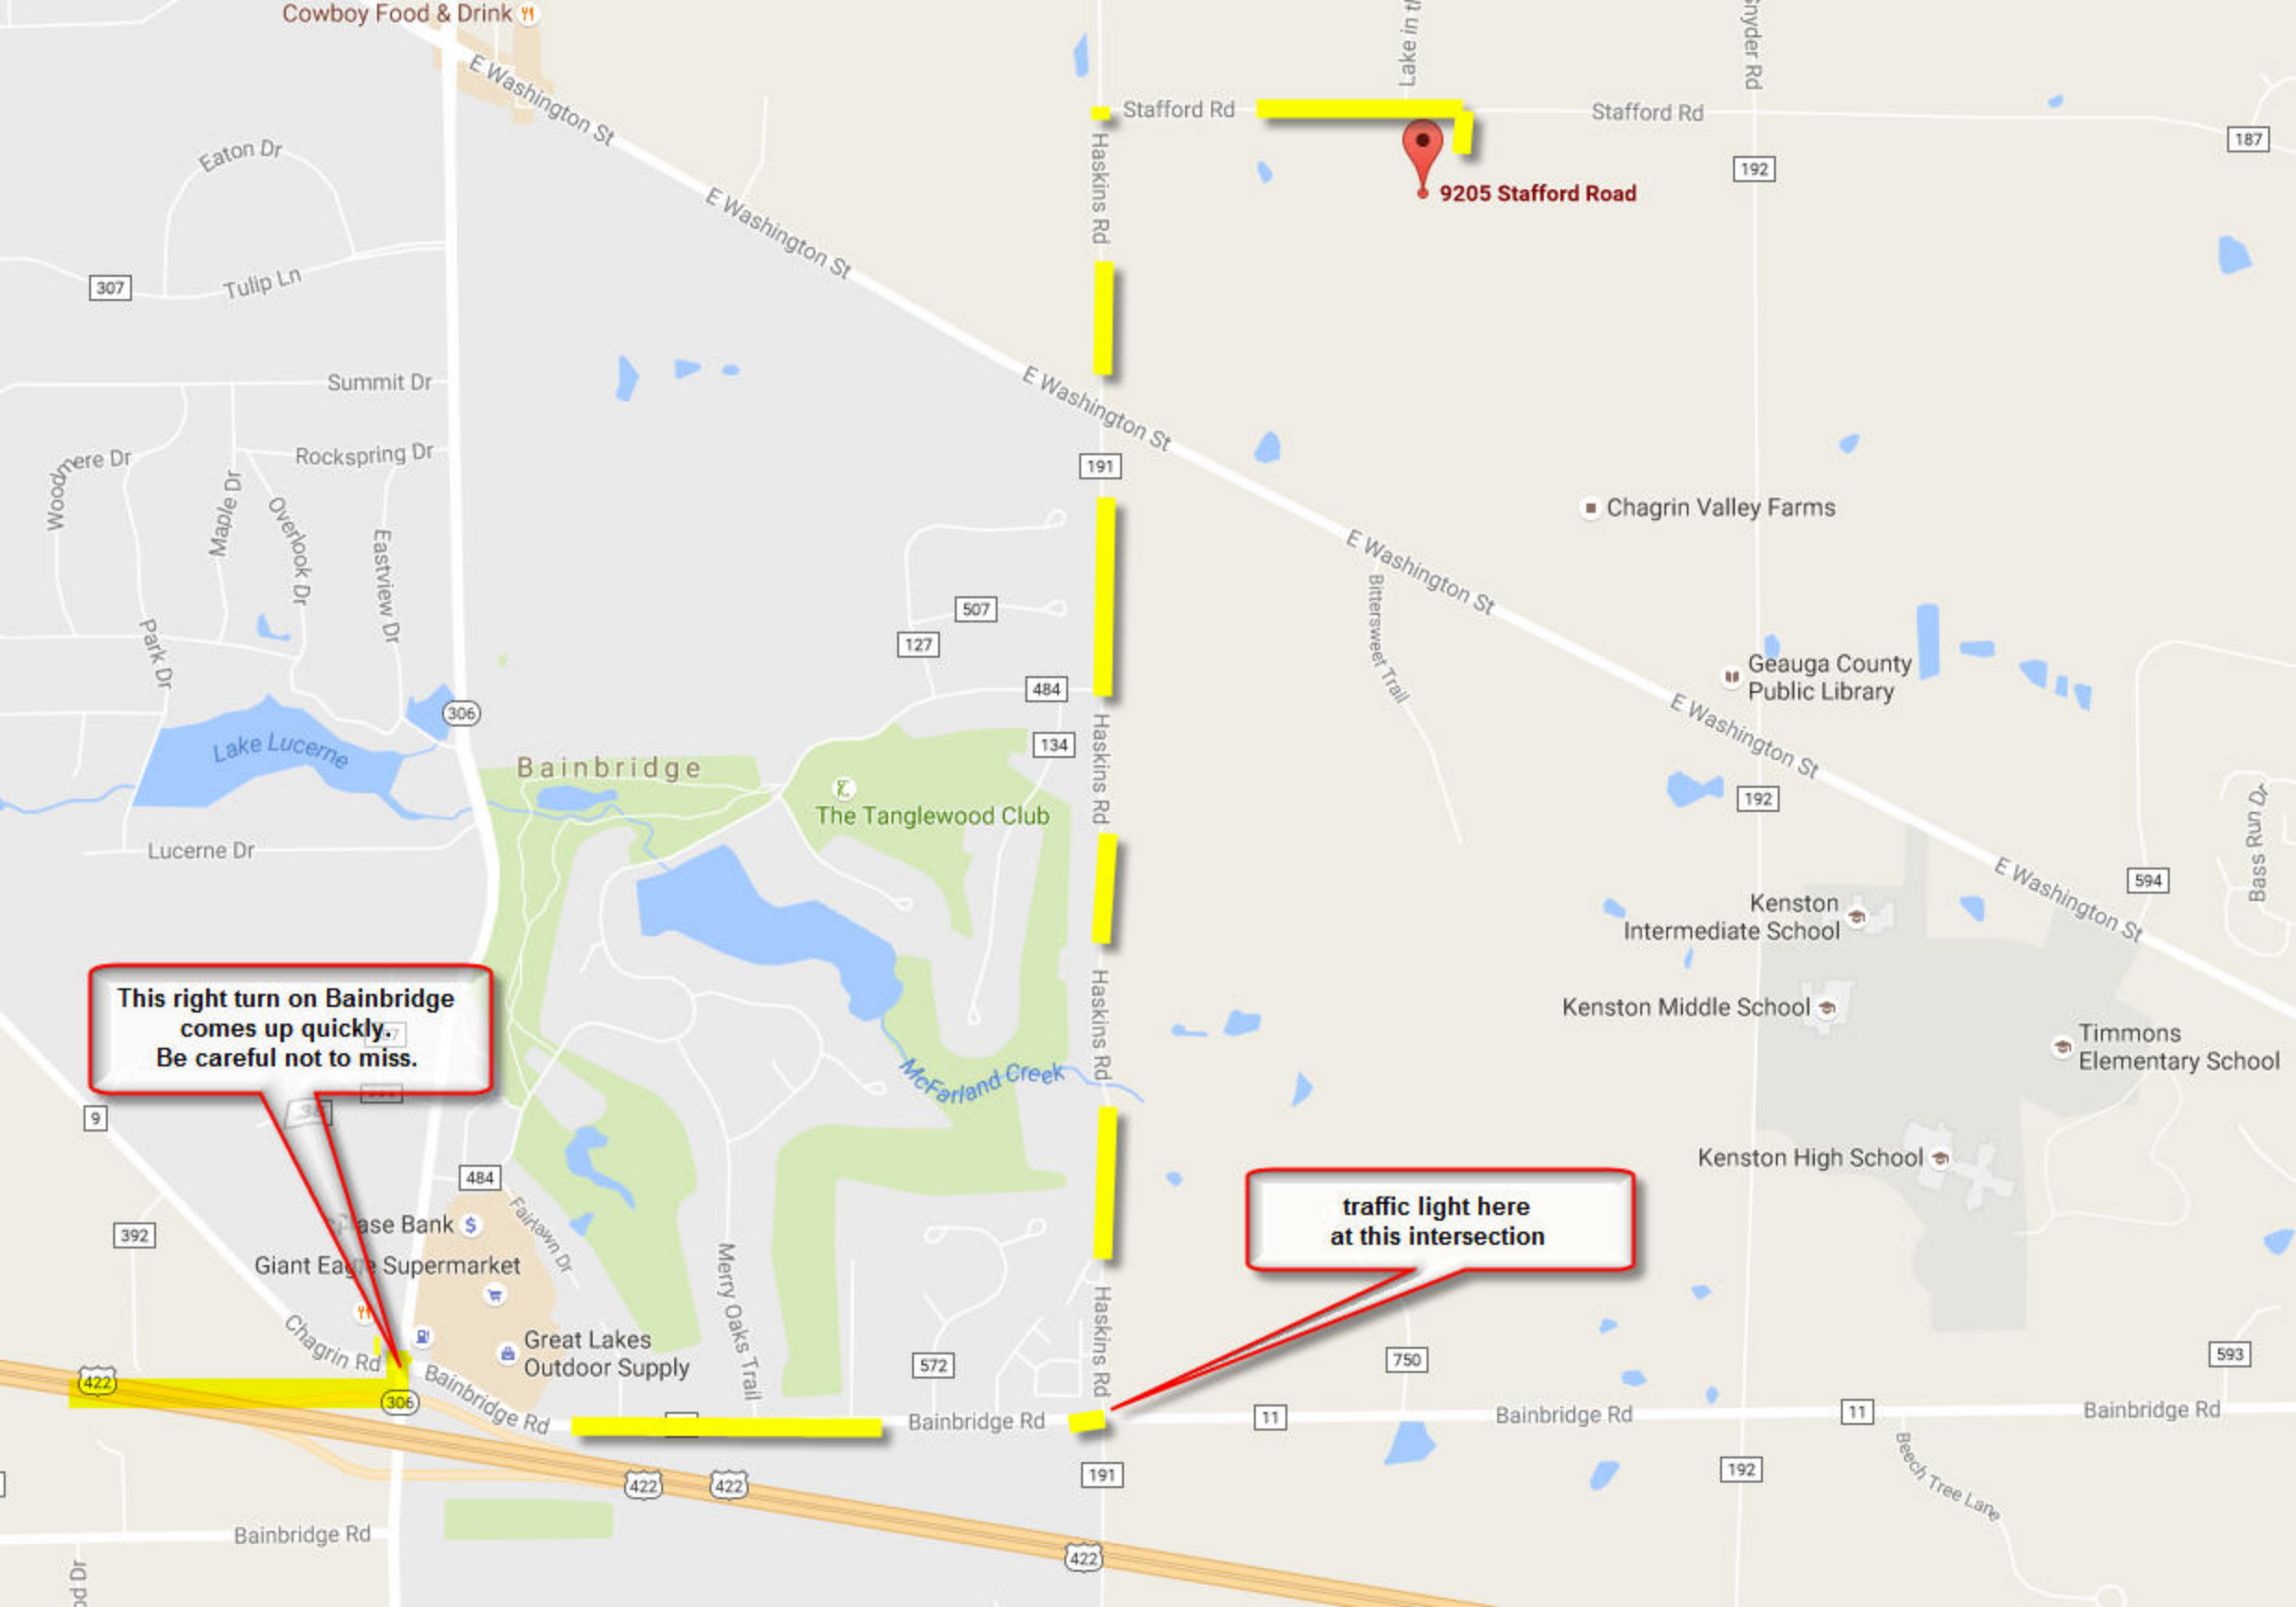 Cowboy Food & Drink
E Washington St
Lake in
Snyder Rd
Stafford Rd
Stafford Rd
187
192
Eaton Dr
Haskins Rd
9205 Stafford Road
E Washington St
Tulip Ln
307
Summit Dr
E Washington St
Rockspring Dr
Woodmere Dr
191
Maple Dr
Overlook Dr
Eastview Dr
Chagrin Valley Farms
E Washington St
Bittersweet Trail
507
127
Park Dr
Geauga County
Public Library
484
306
E Washington St
Lake Lucerne
134
Haskins Rd
Bainbridge
The Tanglewood Club
192
Bass Run Dr
Lucerne Dr
594
E Washington St
Kenston
Intermediate School
This right turn on Bainbridge
comes up quickly.
Be careful not to miss.
Kenston Middle School
Haskins Rd
Timmons
Elementary School
McFarland Creek
9
Kenston High School
484
392
Fairlawn Dr
traffic light here
at this intersection
Chase Bank $
Giant Eagle Supermarket
Merry Oaks Trail
Haskins Rd
Chagrin Rd
Great Lakes
Outdoor Supply
572
750
593
422
306
Bainbridge Rd
Bainbridge Rd
11
Bainbridge Rd
11
Bainbridge Rd
422
422
191
192
Beech Tree Lane
Bainbridge Rd
422